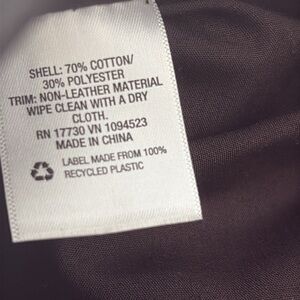 SHELL: 70% COTTON/
30% POLYESTER
TRIM: NON-LEATHER MATERIAL
WIPE CLEAN WITH A DRY
CLOTH.
RN 17730 VN 1094523
MADE IN CHINA
LABEL MADE FROM 100%
RECYCLED PLASTIC